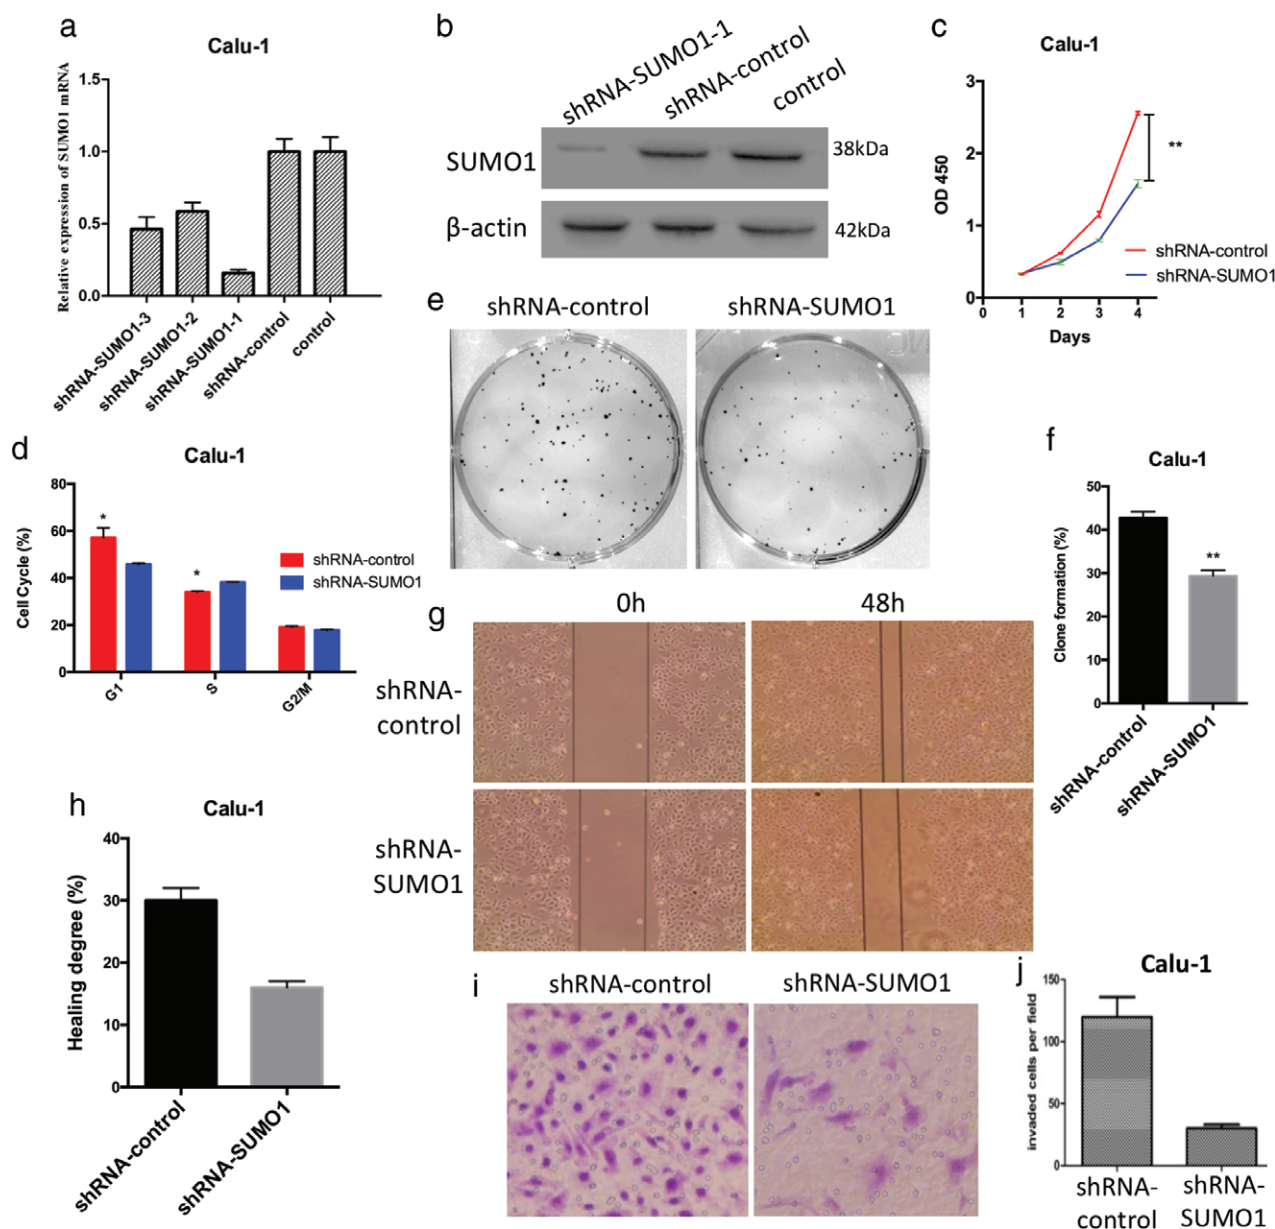 a
Calu-1
Relative expression of SUMO1 mRNA
1.5
1.0
0.5
0.0
shRNA-SUMO1-3
shRNA-SUMO1-2
shRNA-SUMO1-1
shRNA-control
control
b
shRNA-SUMO1-1
shRNA-control
control
SUMO1
38kDa
β-actin
42kDa
c
Calu-1
OD 450
3
2
1
0
0
1
2
3
4
Days
**
shRNA-control
shRNA-SUMO1
d
Calu-1
Cell Cycle (%)
80
60
40
20
0
*
*
G1
S
G2/M
shRNA-control
shRNA-SUMO1
e
shRNA-control
shRNA-SUMO1
f
Calu-1
Clone formation (%)
50
40
30
20
10
0
**
shRNA-control
shRNA-SUMO1
g
0h
48h
shRNA-
control
shRNA-
SUMO1
h
Calu-1
Healing degree (%)
40
30
20
10
0
shRNA-control
shRNA-SUMO1
i
shRNA-control
shRNA-SUMO1
j
Calu-1
invaded cells per field
150
100
50
0
shRNA-
control
shRNA-
SUMO1